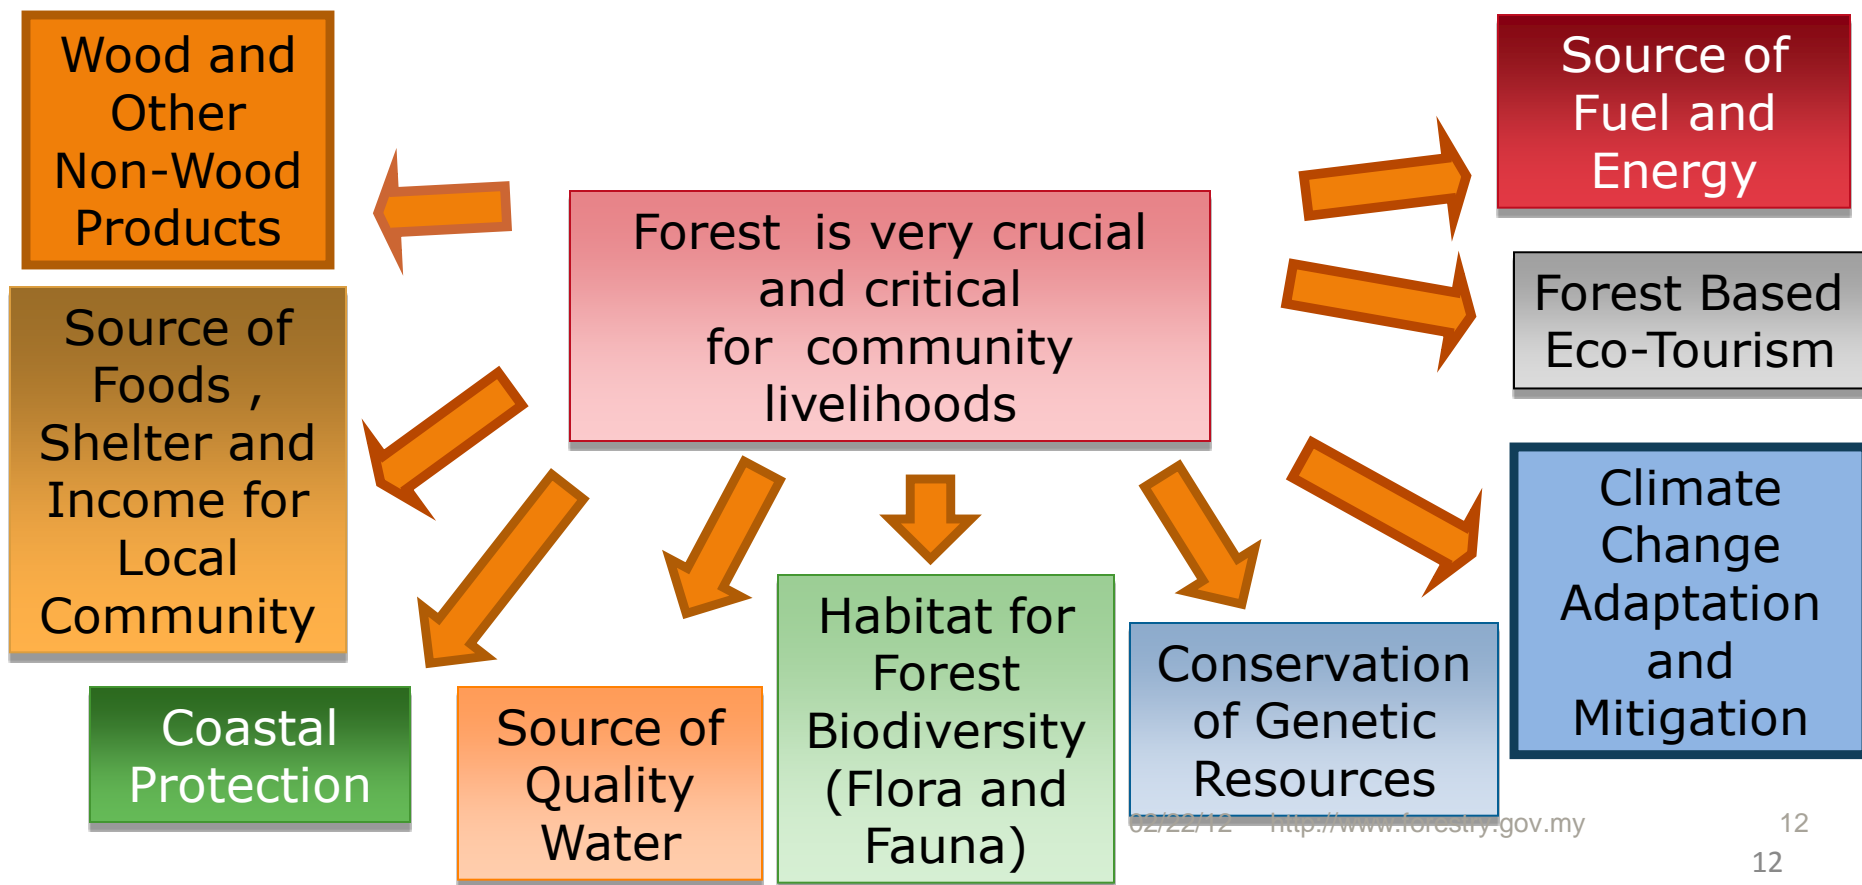 Wood and
Other
Non-Wood
Products
Source of
Foods ,
Shelter and
Income for
Local
Community
Coastal
Protection
Source of
Quality
Water
Forest is very crucial
and critical
for community
livelihoods
Habitat for
Forest
Biodiversity
(Flora and
Fauna)
Conservation
of Genetic
Resources
Source of
Fuel and
Energy
Forest Based
Eco-Tourism
Climate
Change
Adaptation
and
Mitigation
02/22/12 http://www.forestry.gov.my 12
12